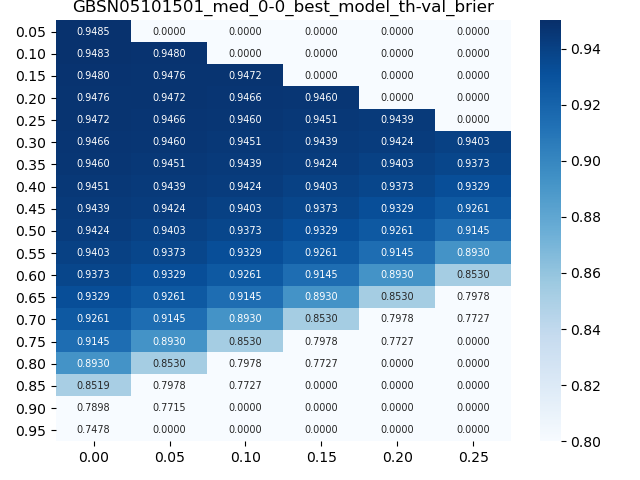 GBSN05101501_med_0-0_best_model_th-val_brier
0.05 0.9485 0.0000 0.0000 0.0000 0.0000 0.0000
0.10 0.9483 0.9480 0.0000 0.0000 0.0000 0.0000
0.15 0.9480 0.9476 0.9472 0.0000 0.0000 0.0000
0.20 0.9476 0.9472 0.9466 0.9460 0.0000 0.0000
0.25 0.9472 0.9466 0.9460 0.9451 0.9439 0.0000
0.30 0.9466 0.9460 0.9451 0.9439 0.9424 0.9403
0.35 0.9460 0.9451 0.9439 0.9424 0.9403 0.9373
0.40 0.9451 0.9439 0.9424 0.9403 0.9373 0.9329
0.45 0.9439 0.9424 0.9403 0.9373 0.9329 0.9261
0.50 0.9424 0.9403 0.9373 0.9329 0.9261 0.9145
0.55 0.9403 0.9373 0.9329 0.9261 0.9145 0.8930
0.60 0.9373 0.9329 0.9261 0.9145 0.8930 0.8530
0.65 0.9329 0.9261 0.9145 0.8930 0.8530 0.7978
0.70 0.9261 0.9145 0.8930 0.8530 0.7978 0.7727
0.75 0.9145 0.8930 0.8530 0.7978 0.7727 0.0000
0.80 0.8930 0.8530 0.7978 0.7727 0.0000 0.0000
0.85 0.8519 0.7978 0.7727 0.0000 0.0000 0.0000
0.90 0.7898 0.7715 0.0000 0.0000 0.0000 0.0000
0.95 0.7478 0.0000 0.0000 0.0000 0.0000 0.0000
0.00 0.05 0.10 0.15 0.20 0.25
0.94
0.92
0.90
0.88
0.86
0.84
0.82
0.80